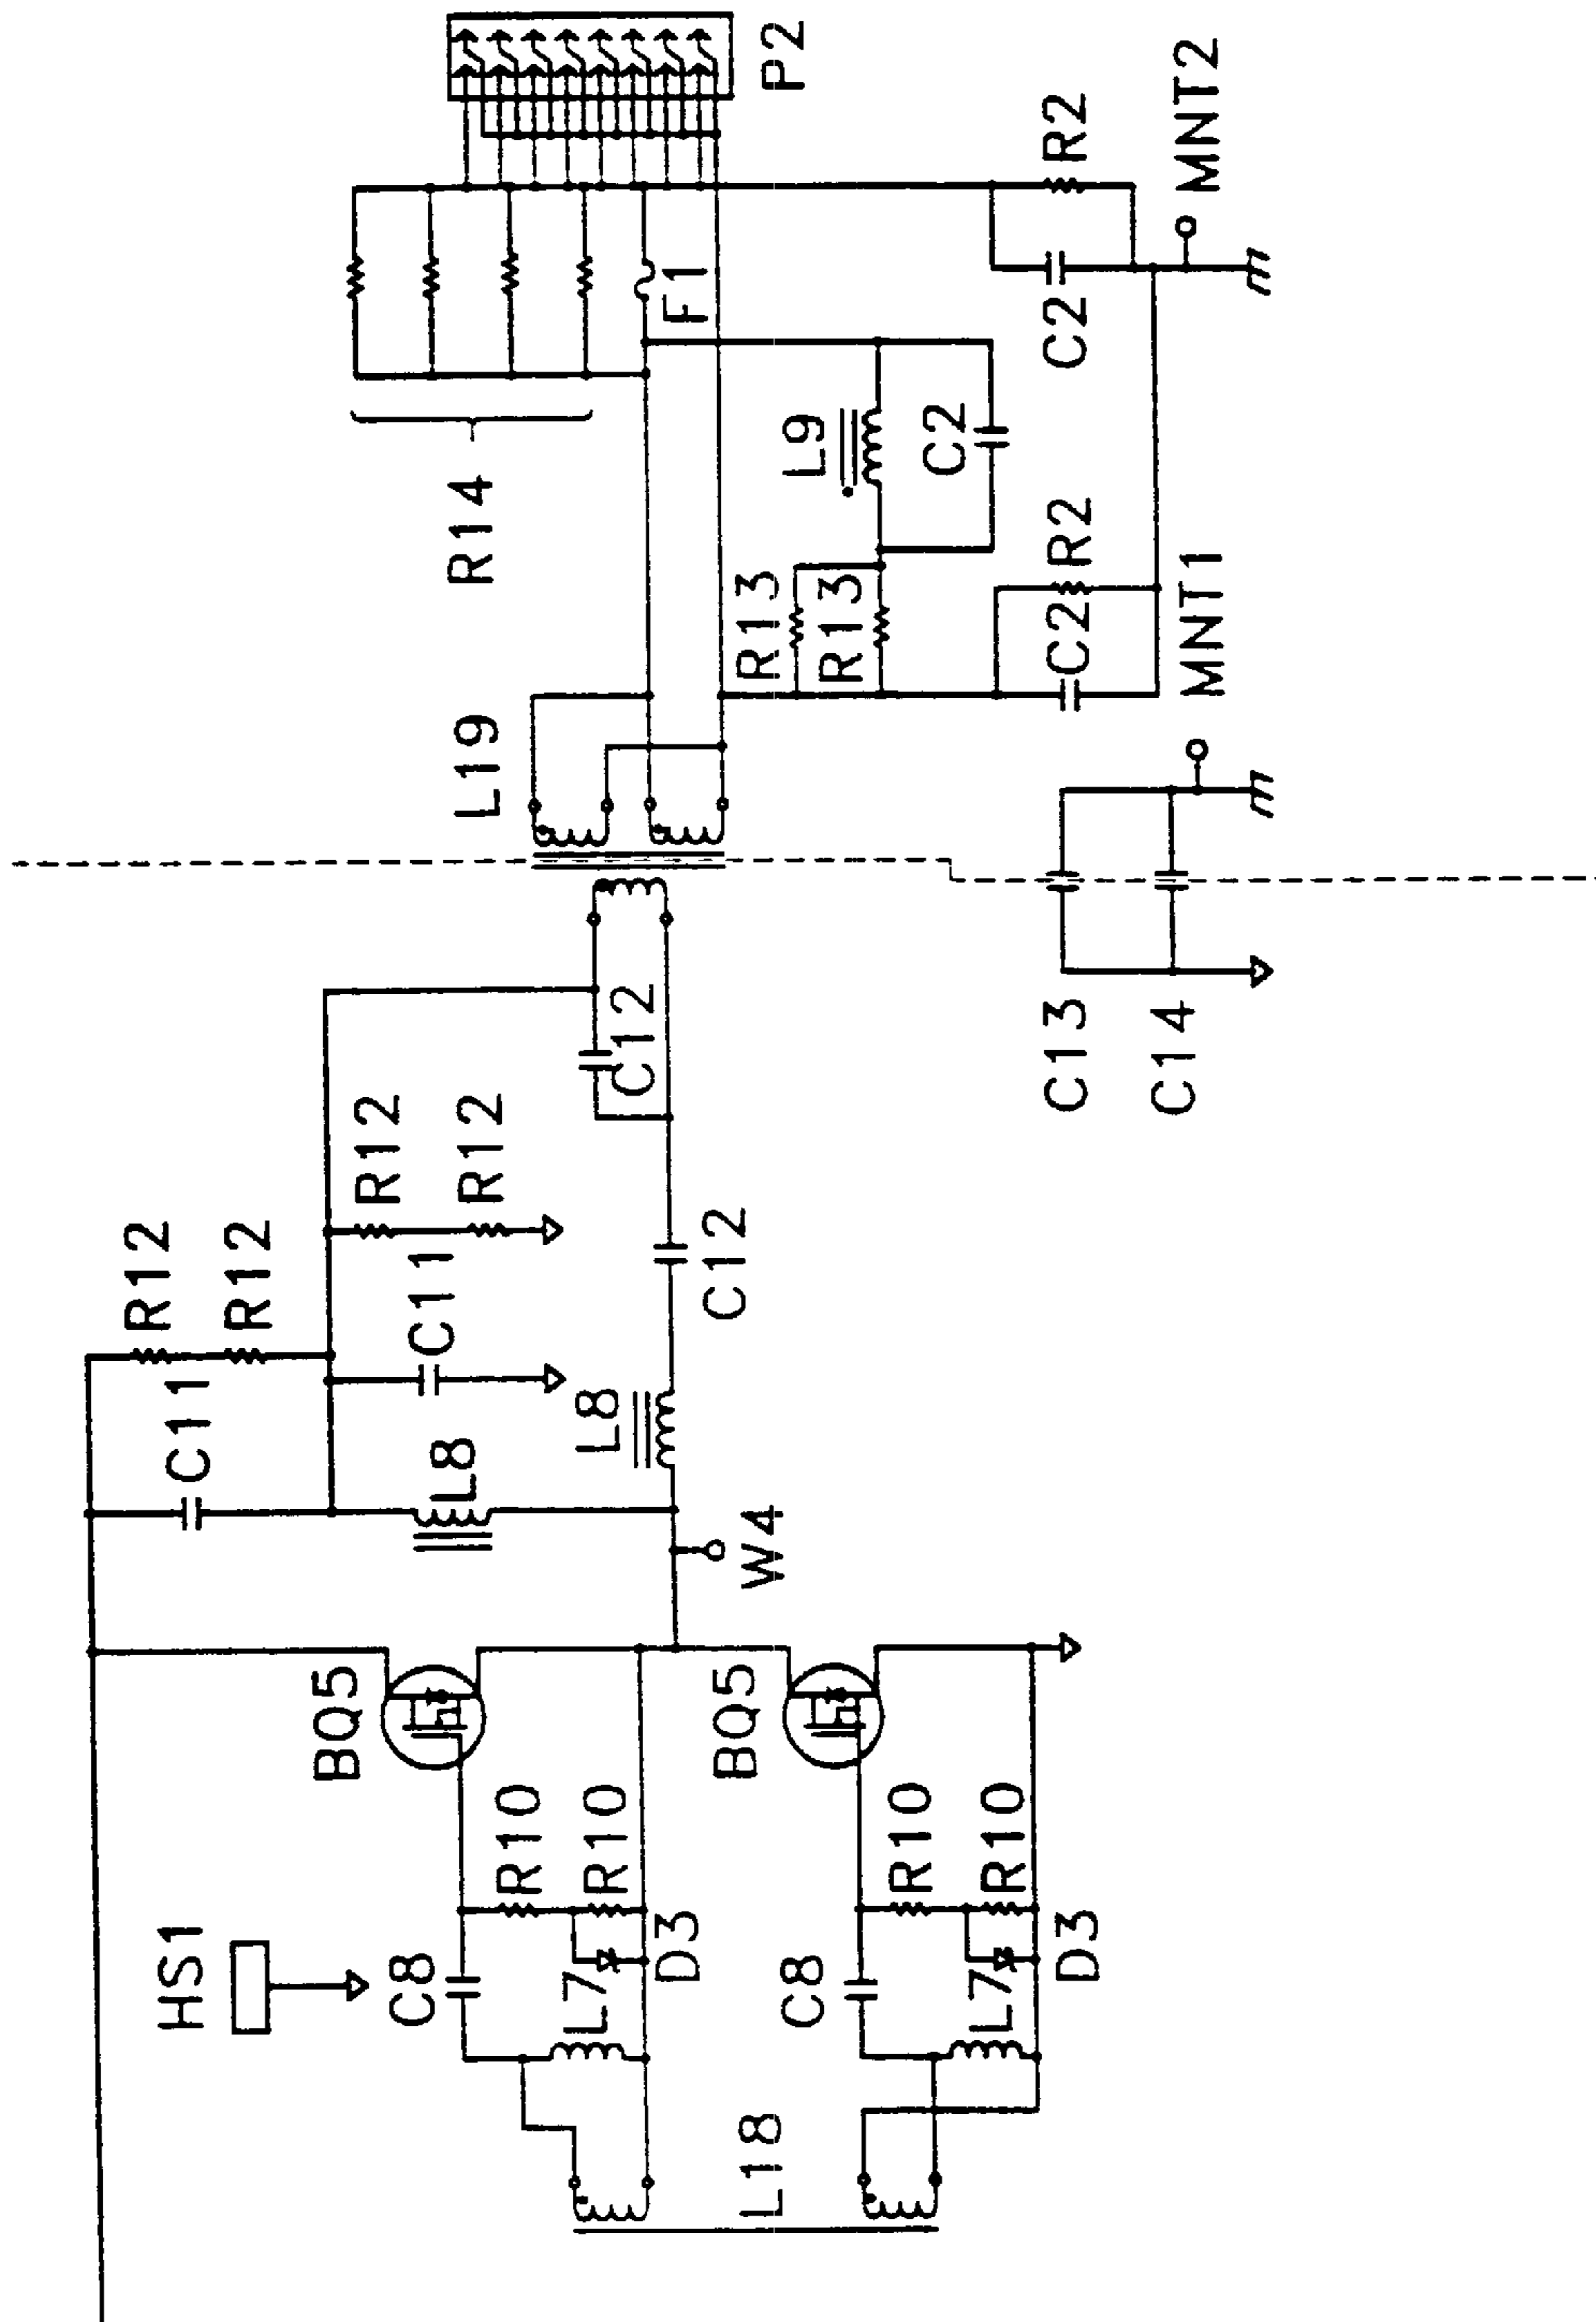 P2
R2
MNT2
F1
C2
R14
L9
C2
R13
R13
R2
C2
MNT1
L19
C12
C13
C14
R12
R12
R12
R12
C11
C12
C11
L8
L8
W4
BQ5
BQ5
R10
R10
R10
R10
HS1
C8
L7
D3
C8
L7
D3
L18